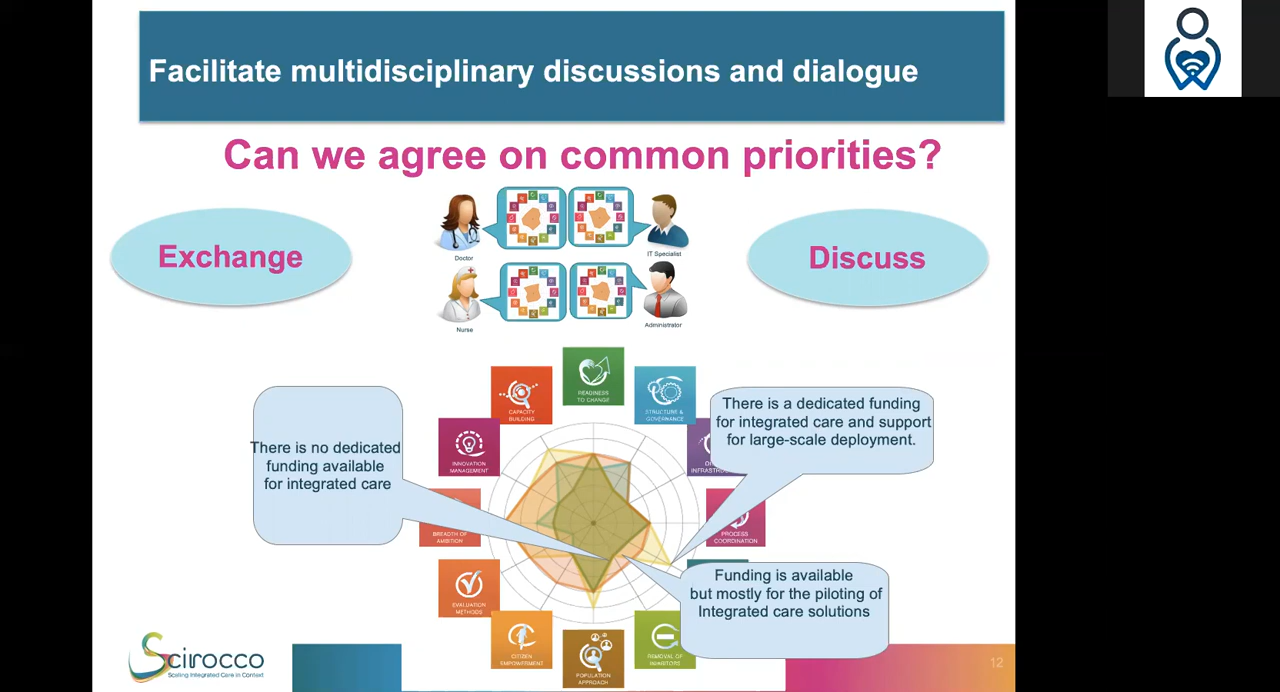 Facilitate multidisciplinary discussions and dialogue
Can we agree on common priorities?
Exchange
Discuss
Doctor
IT Specialist
Nurse
Administrator
READINESS
TO CHANGE
CAPACITY
BUILDING
STRUCTURE &
GOVERNANCE
There is a dedicated funding
for integrated care and support
for large-scale deployment.
INNOVATION
MANAGEMENT
There is no dedicated
funding available
for integrated care
BREADTH OF
AMBITION
PROCESS
COORDINATION
Funding is available
but mostly for the piloting of
Integrated care solutions
EVALUATION
METHODS
CITIZEN
EMPOWERMENT
POPULATION
APPROACH
REMOVAL OF
Scirocco
Scaling Integrated Care in Context
12